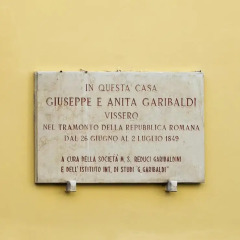 IN QUESTA CASA
GIUSEPPE E ANITA GARIBALDI
VISSERO
NEL TRAMONTO DELLA REPUBBLICA ROMANA
DAL 26 GIUGNO AL 2 LUGLIO 1849
A CURA DELLA SOCIETÀ M. S. REDUCI GARIBALDINI
E DELL'ISTITUTO INT. DI STUDI "G. GARIBALDI"